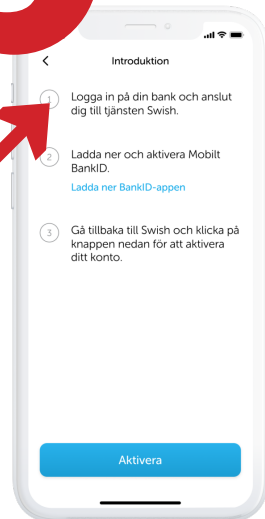 Introduktion
1
Logga in på din bank och anslut
dig till tjänsten Swish.
2
Ladda ner och aktivera Mobilt
BankID.
Ladda ner BankID-appen
3
Gå tillbaka till Swish och klicka på
knappen nedan för att aktivera
ditt konto.
Aktivera